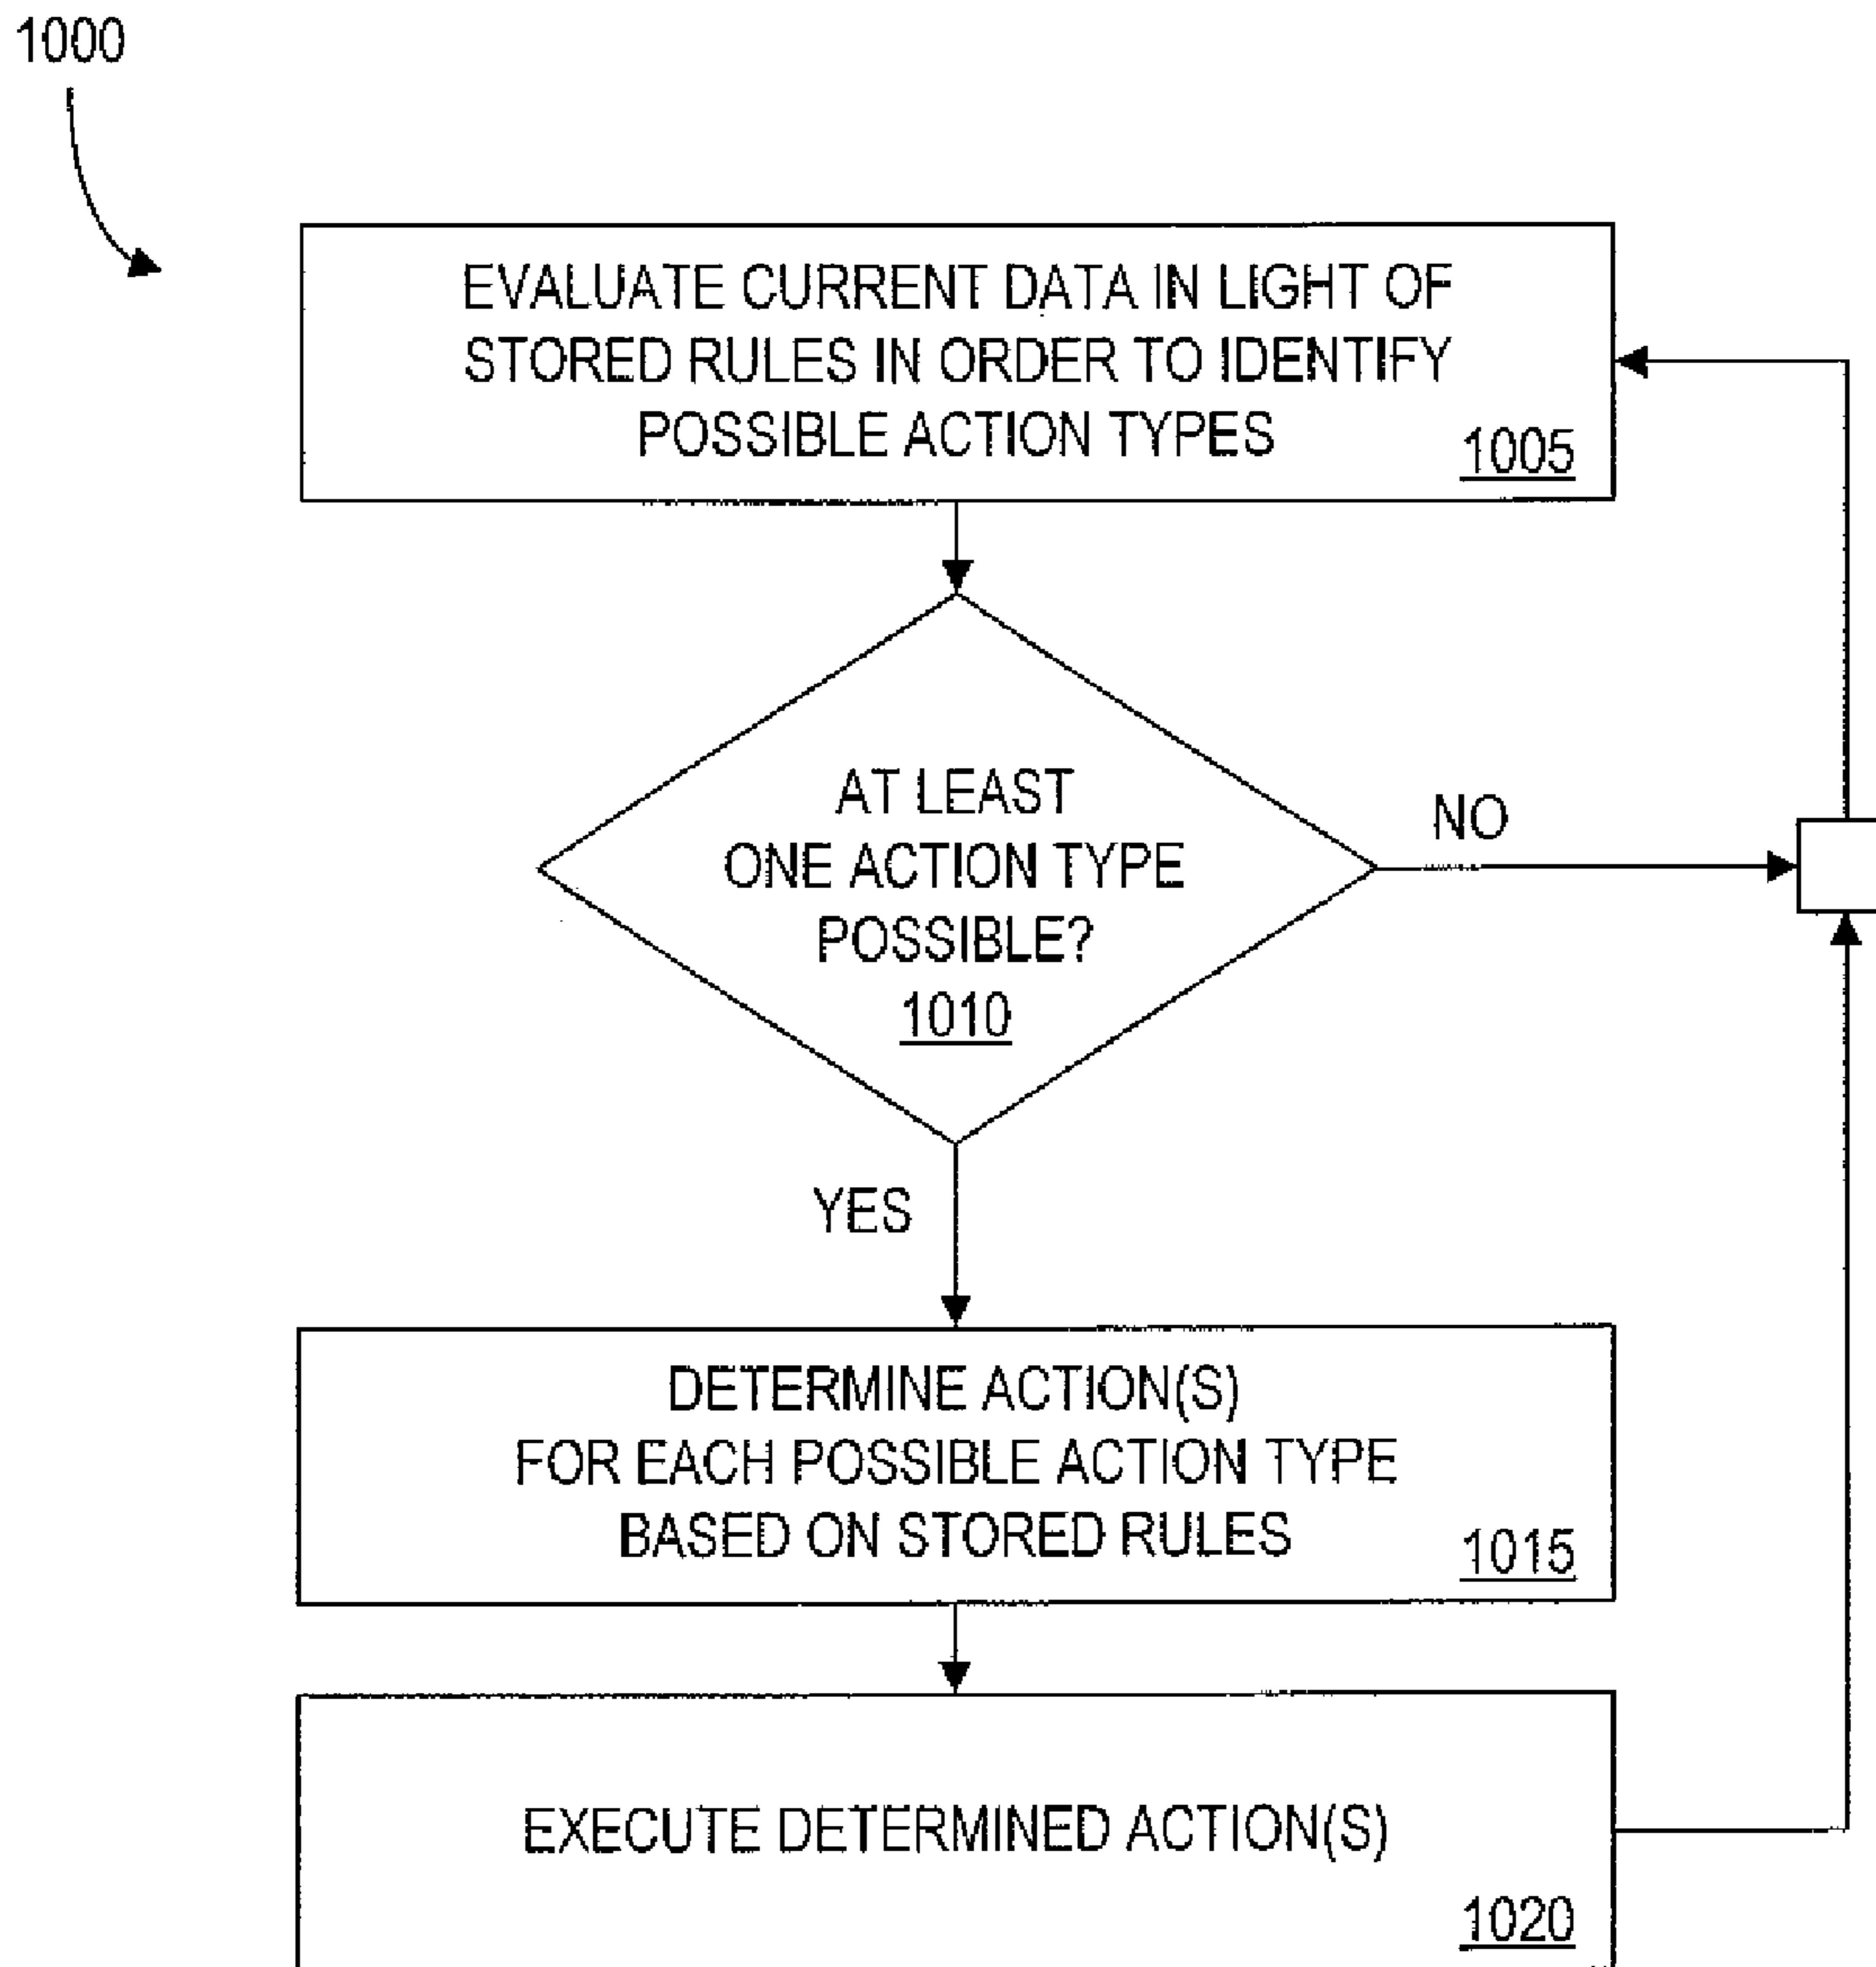 1000
EVALUATE CURRENT DATA IN LIGHT OF
STORED RULES IN ORDER TO IDENTIFY
POSSIBLE ACTION TYPES
1005
AT LEAST
ONE ACTION TYPE
POSSIBLE?
1010
NO
YES
DETERMINE ACTION(S)
FOR EACH POSSIBLE ACTION TYPE
BASED ON STORED RULES
1015
EXECUTE DETERMINED ACTION(S)
1020